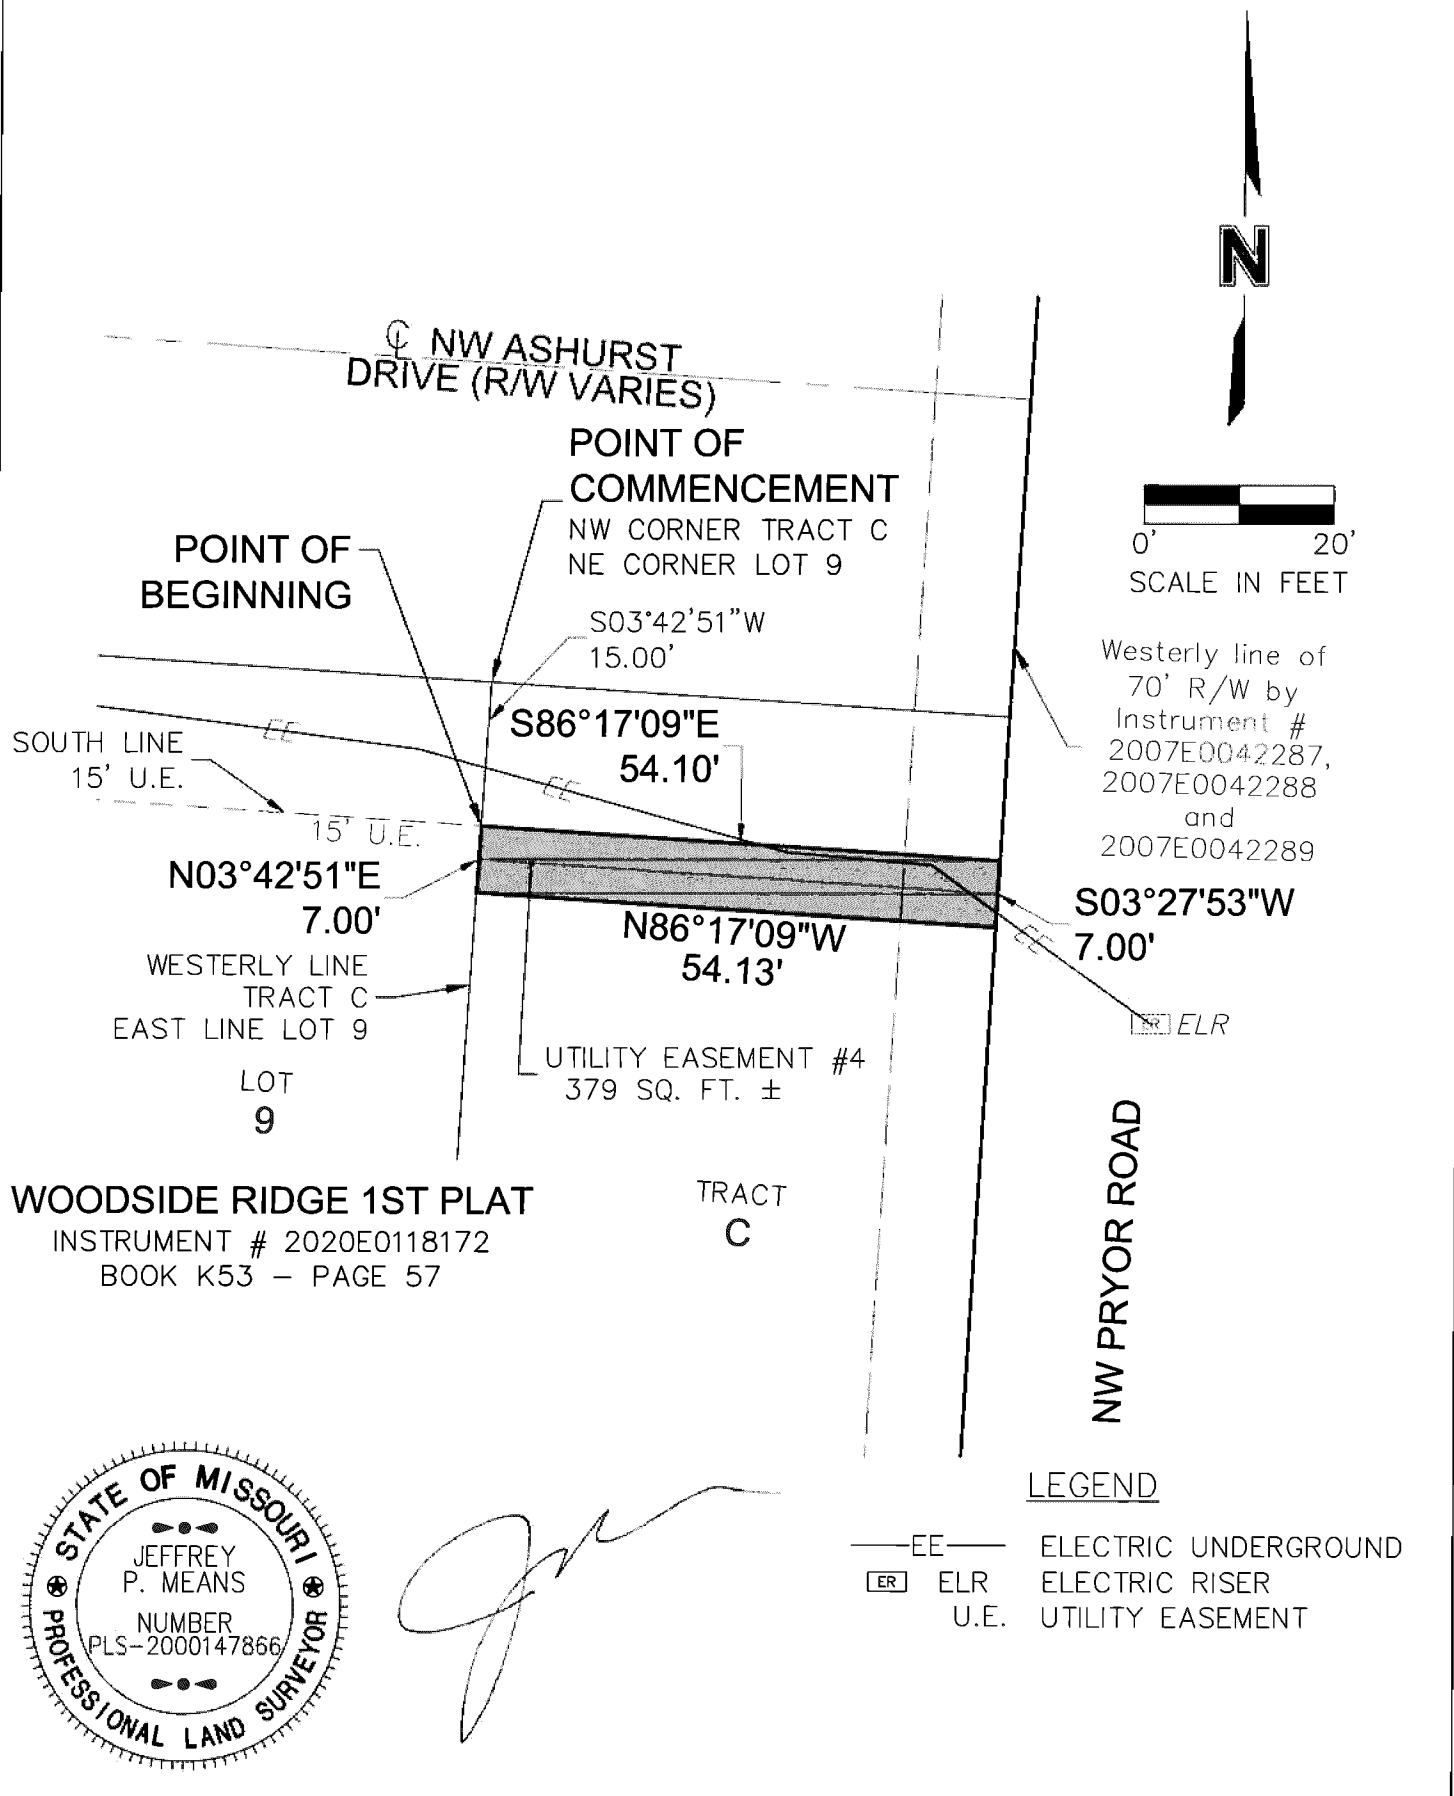 N
℄ NW ASHURST
DRIVE (R/W VARIES)
POINT OF
COMMENCEMENT
NW CORNER TRACT C
NE CORNER LOT 9
POINT OF
BEGINNING
0' 20'
SCALE IN FEET
S03°42'51"W
15.00'
Westerly line of
70' R/W by
Instrument #
2007E0042287,
2007E0042288
and
2007E0042289
S86°17'09"E
54.10'
EE
SOUTH LINE
15' U.E.
EE
15' U.E.
N03°42'51"E
7.00'
S03°27'53"W
7.00'
N86°17'09"W
54.13'
EE
WESTERLY LINE
TRACT C
EAST LINE LOT 9
ER ELR
UTILITY EASEMENT #4
379 SQ. FT. ±
LOT
9
NW PRYOR ROAD
WOODSIDE RIDGE 1ST PLAT
INSTRUMENT # 2020E0118172
BOOK K53 – PAGE 57
TRACT
C
STATE OF MISSOURI
JEFFREY
P. MEANS
NUMBER
PLS-2000147866
PROFESSIONAL LAND SURVEYOR
LEGEND
EE ELECTRIC UNDERGROUND
ER ELR ELECTRIC RISER
U.E. UTILITY EASEMENT